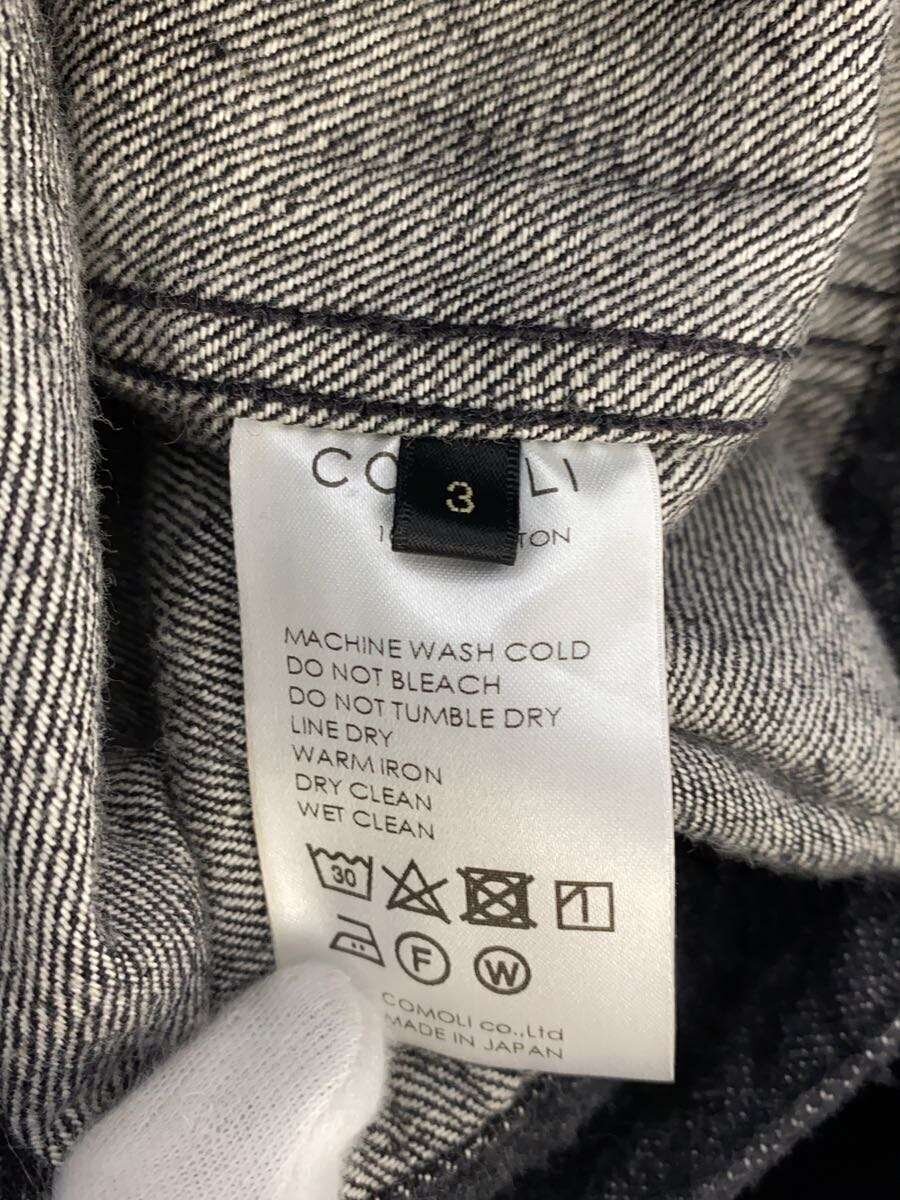 3
MACHINE WASH COLD
DO NOT BLEACH
DO NOT TUMBLE DRY
LINE DRY
WARM IRON
DRY CLEAN
WET CLEAN
30
F W
COMOLI co.,Ltd
MADE IN JAPAN